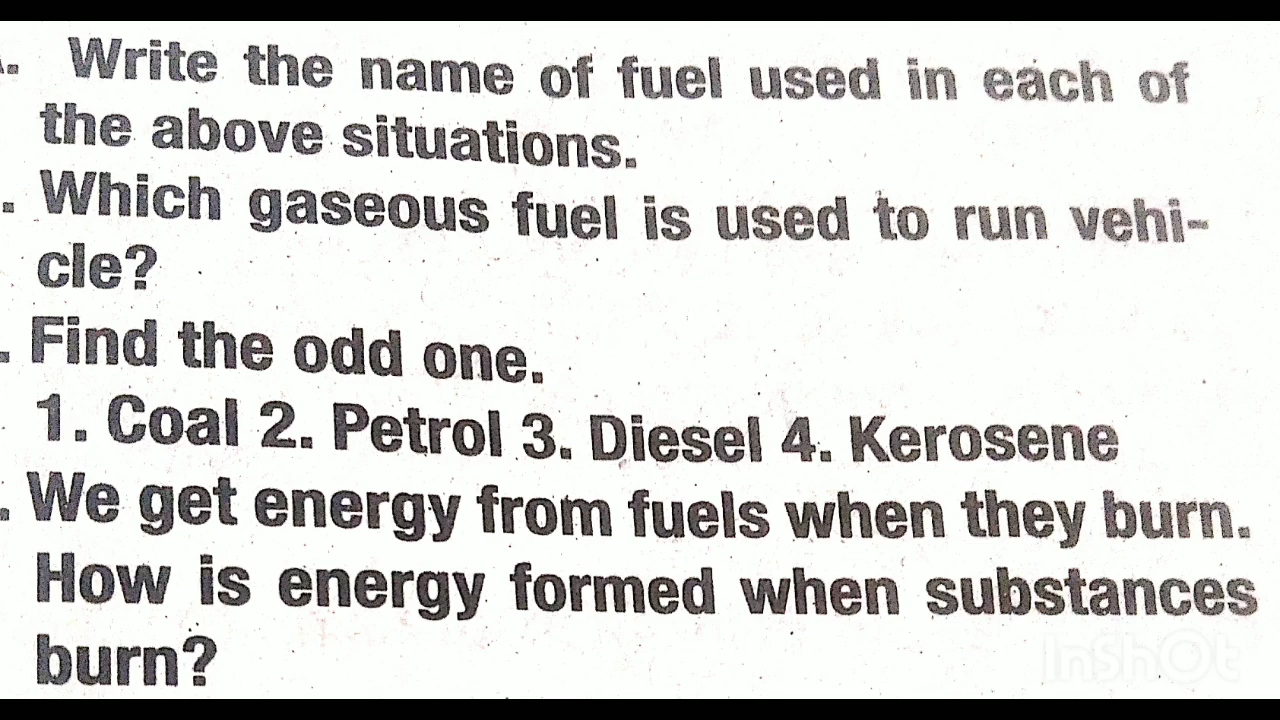 . Write the name of fuel used in each of
the above situations.
. Which gaseous fuel is used to run vehi-
cle?
. Find the odd one.
1. Coal 2. Petrol 3. Diesel 4. Kerosene
. We get energy from fuels when they burn.
How is energy formed when substances
burn?
InShOt